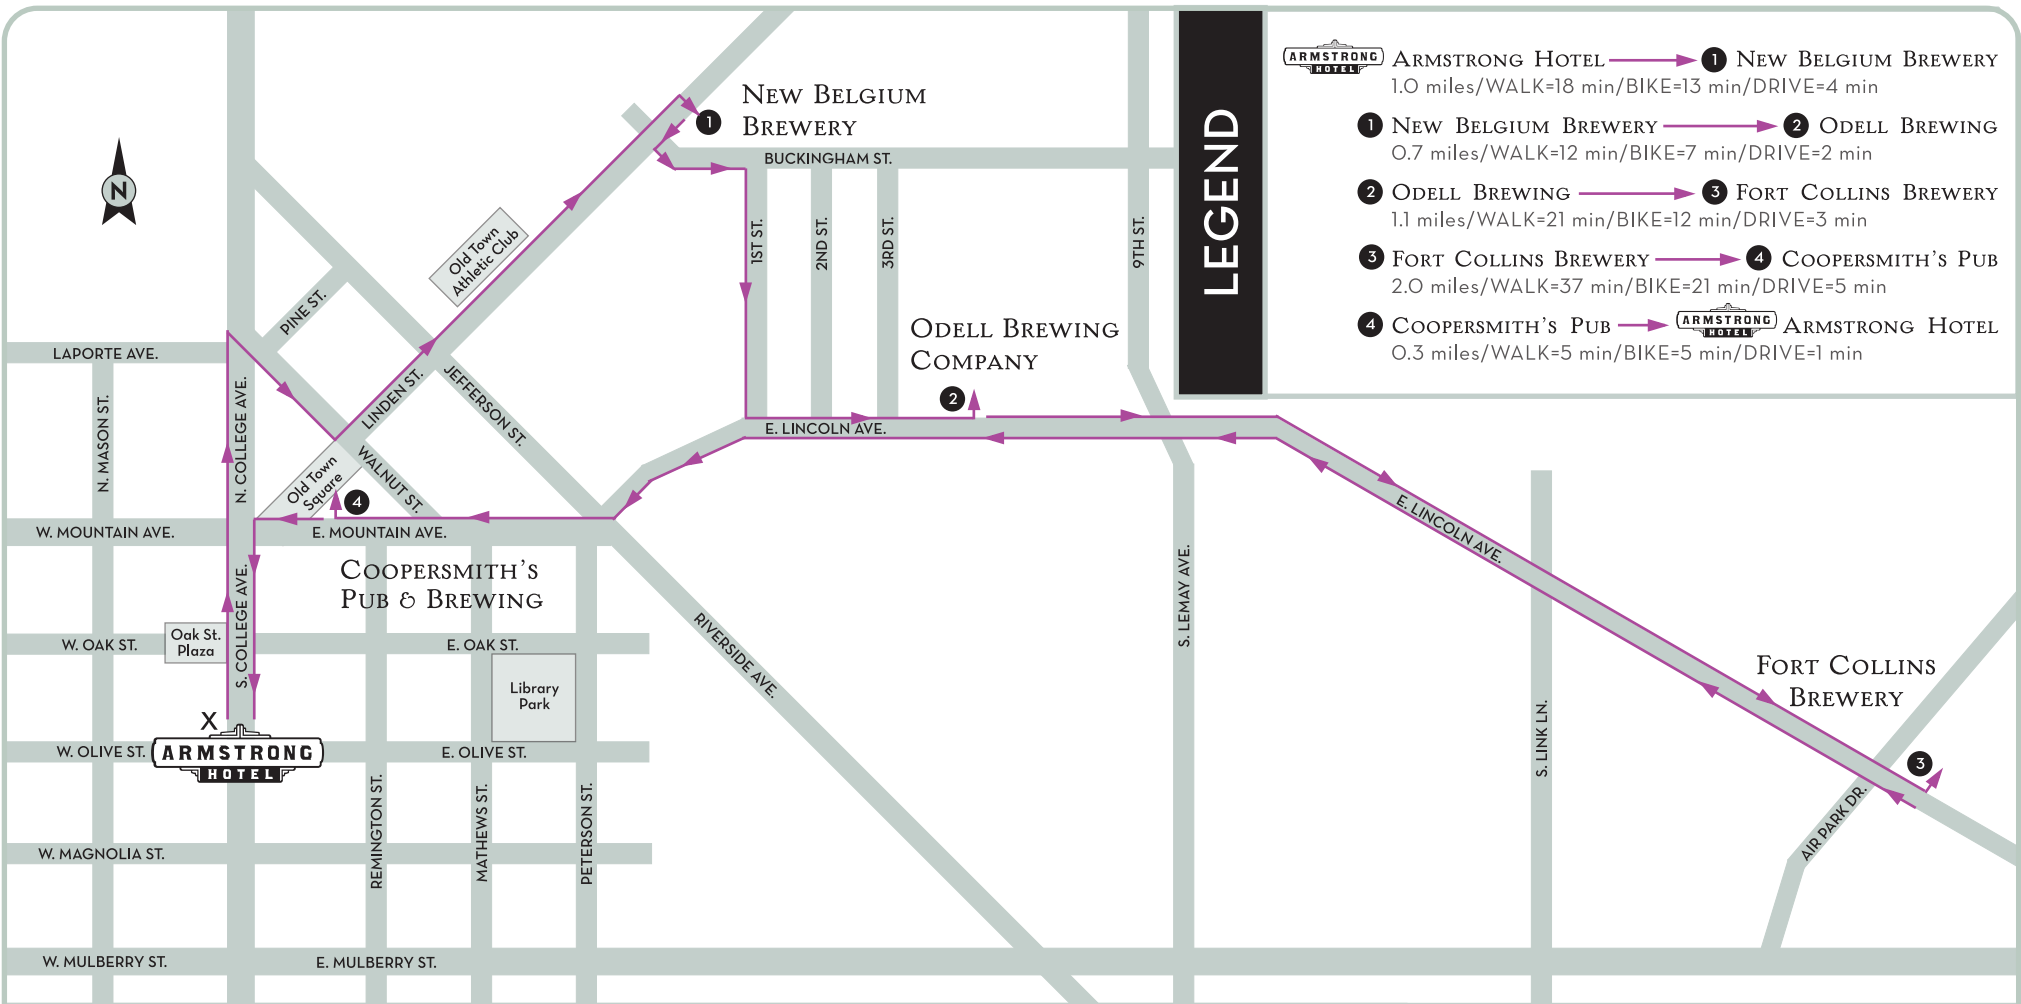 ARMSTRONG HOTEL ARMSTRONG HOTEL 1 NEW BELGIUM BREWERY
1.0 miles/WALK=18 min/BIKE=13 min/DRIVE=4 min
1 NEW BELGIUM BREWERY 2 ODELL BREWING
0.7 miles/WALK=12 min/BIKE=7 min/DRIVE=2 min
2 ODELL BREWING 3 FORT COLLINS BREWERY
1.1 miles/WALK=21 min/BIKE=12 min/DRIVE=3 min
3 FORT COLLINS BREWERY 4 COOPERSMITH'S PUB
2.0 miles/WALK=37 min/BIKE=21 min/DRIVE=5 min
4 COOPERSMITH'S PUB ARMSTRONG HOTEL ARMSTRONG HOTEL
0.3 miles/WALK=5 min/BIKE=5 min/DRIVE=1 min
LEGEND
N
NEW BELGIUM
BREWERY
1
BUCKINGHAM ST.
1ST ST.
2ND ST.
3RD ST.
9TH ST.
Old Town
Athletic Club
PINE ST.
LAPORTE AVE.
N. MASON ST.
N. COLLEGE AVE.
LINDEN ST.
JEFFERSON ST.
WALNUT ST.
Old Town
Square
4
ODELL BREWING
COMPANY
2
E. LINCOLN AVE.
E. LINCOLN AVE.
W. MOUNTAIN AVE.
E. MOUNTAIN AVE.
COOPERSMITH'S
PUB & BREWING
S. COLLEGE AVE.
Oak St.
Plaza
W. OAK ST.
E. OAK ST.
Library
Park
RIVERSIDE AVE.
S. LEMAY AVE.
S. LINK LN.
FORT COLLINS
BREWERY
3
AIR PARK DR.
X
W. OLIVE ST.
ARMSTRONG
HOTEL
E. OLIVE ST.
REMINGTON ST.
MATHEWS ST.
PETERSON ST.
W. MAGNOLIA ST.
W. MULBERRY ST.
E. MULBERRY ST.